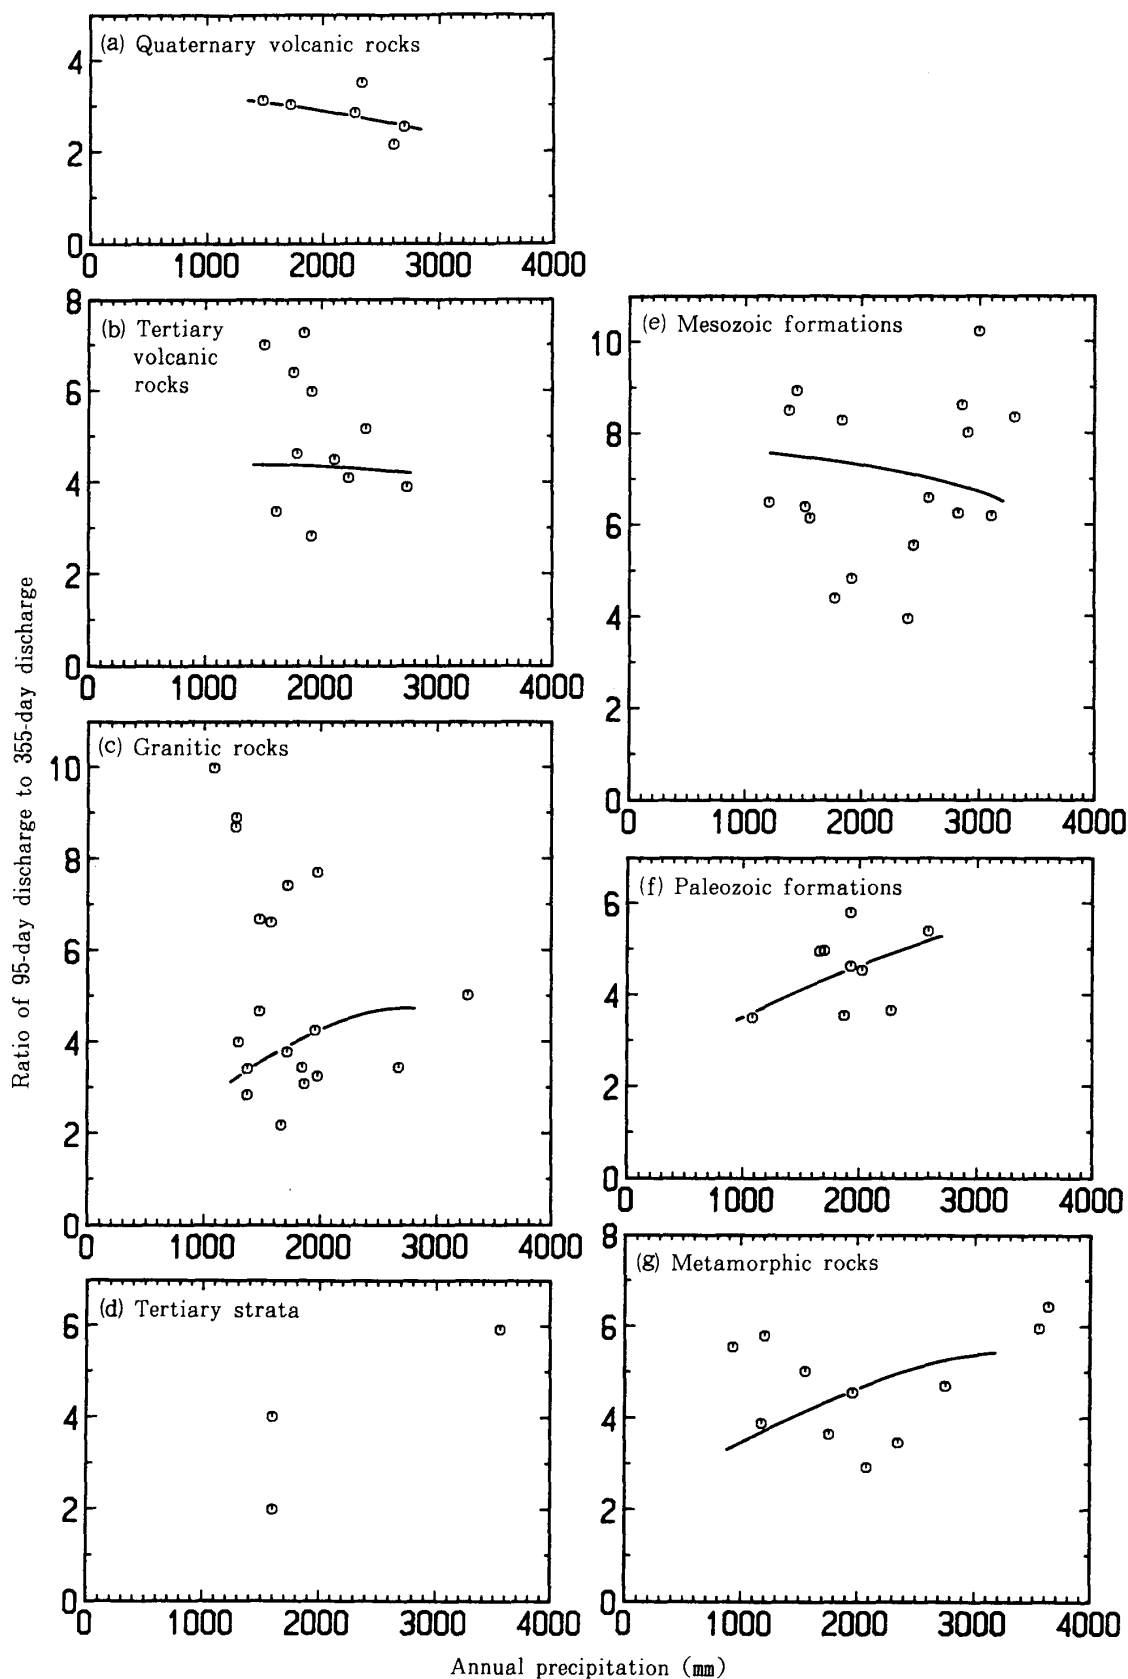 (a) Quaternary volcanic rocks
4
2
0
0 1000 2000 3000 4000
(b) Tertiary
volcanic
rocks
8
6
4
2
0
0 1000 2000 3000 4000
(c) Granitic rocks
10
8
6
4
2
0
0 1000 2000 3000 4000
(d) Tertiary strata
6
4
2
0
0 1000 2000 3000 4000
(e) Mesozoic formations
10
8
6
4
2
0
0 1000 2000 3000 4000
(f) Paleozoic formations
6
4
2
0
0 1000 2000 3000 4000
(g) Metamorphic rocks
8
6
4
2
0
0 1000 2000 3000 4000
Ratio of 95-day discharge to 355-day discharge
Annual precipitation (mm)